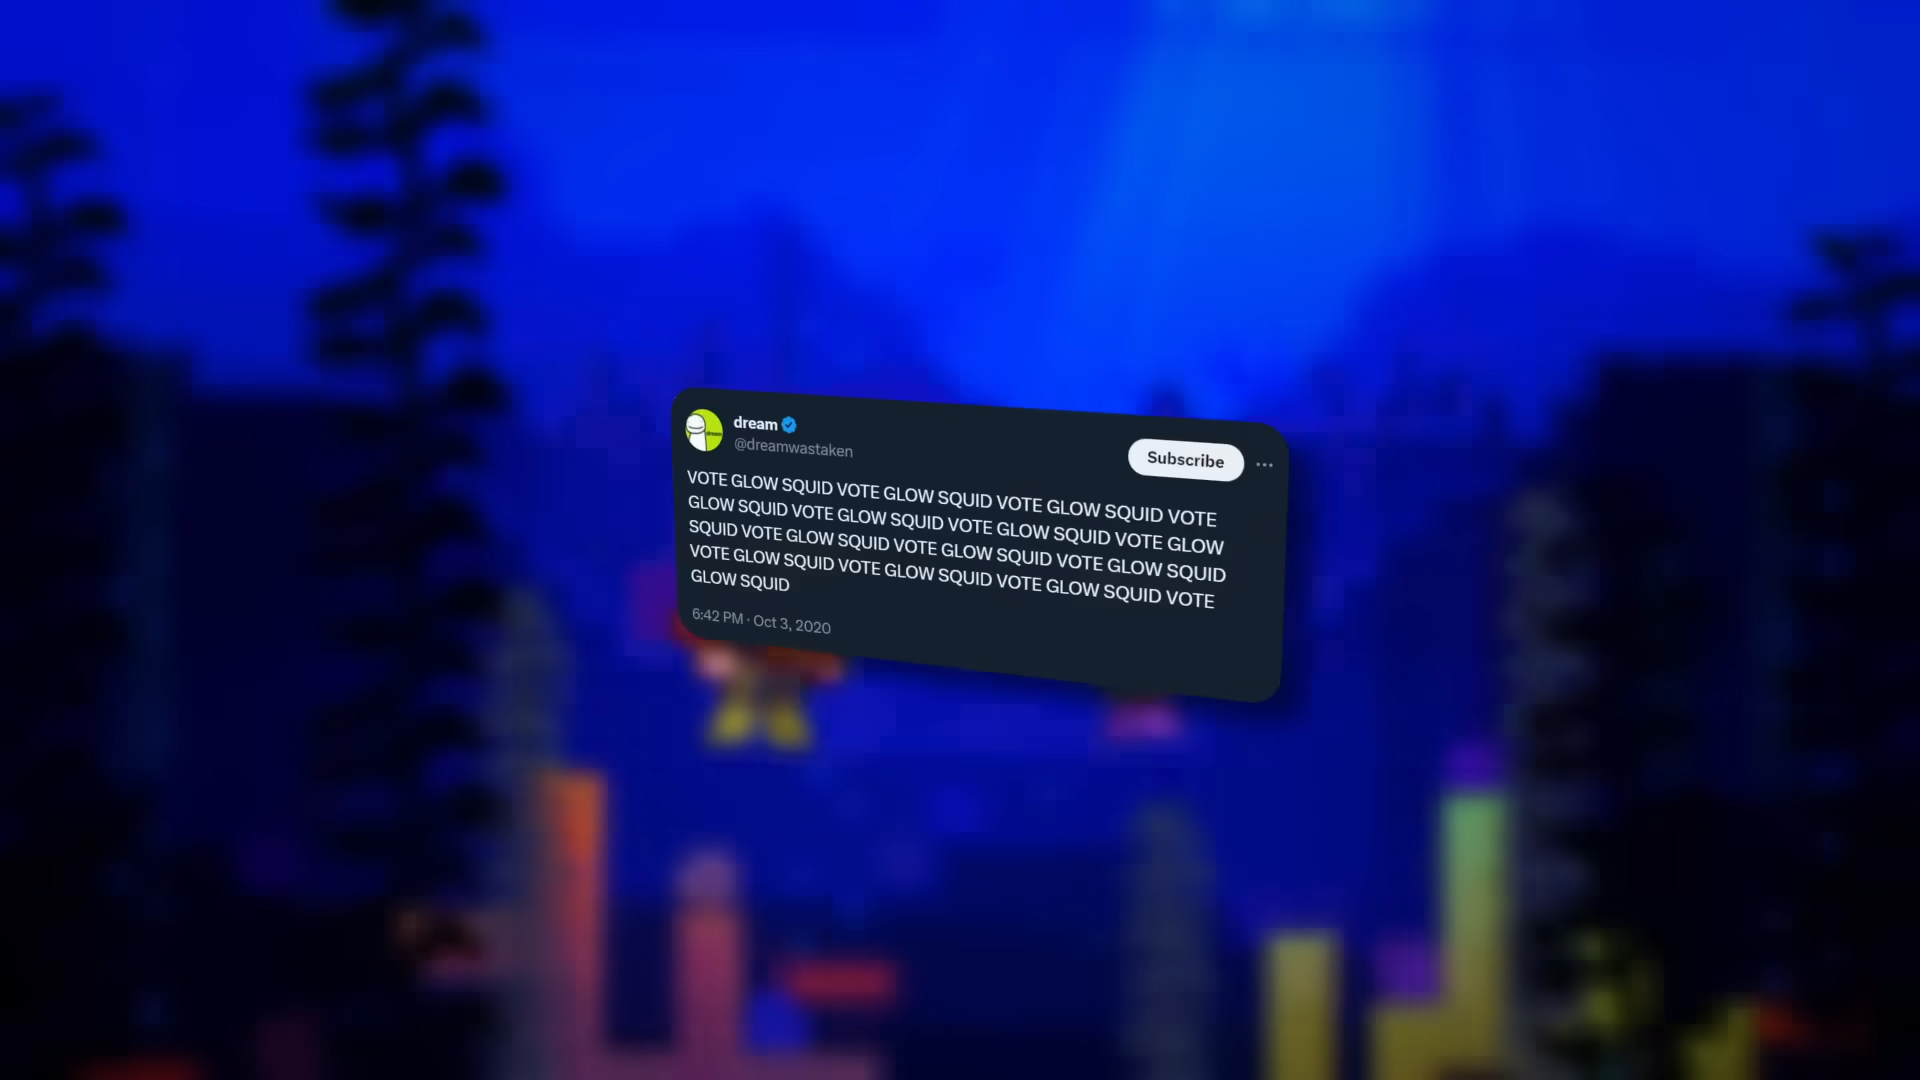 dream
@dreamwastaken
Subscribe
VOTE GLOW SQUID VOTE GLOW SQUID VOTE GLOW SQUID VOTE
GLOW SQUID VOTE GLOW SQUID VOTE GLOW SQUID VOTE GLOW
SQUID VOTE GLOW SQUID VOTE GLOW SQUID VOTE GLOW SQUID
VOTE GLOW SQUID VOTE GLOW SQUID VOTE GLOW SQUID VOTE
GLOW SQUID
6:42 PM · Oct 3, 2020